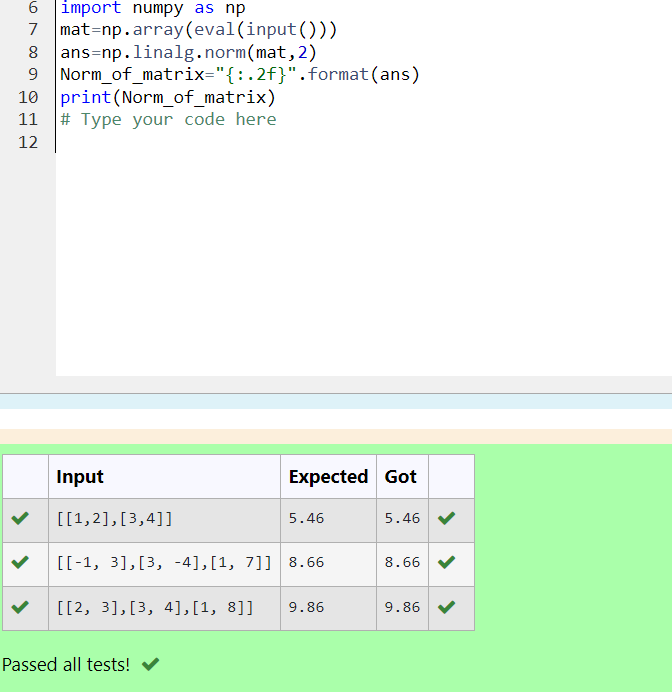 6 import numpy as np
7 mat=np.array(eval(input()))
8 ans=np.linalg.norm(mat,2)
9 Norm_of_matrix="{:.2f}".format(ans)
10 print(Norm_of_matrix)
11 # Type your code here
12
Input Expected Got
[[1,2],[3,4]] 5.46 5.46
[[-1, 3],[3, -4],[1, 7]] 8.66 8.66
[[2, 3],[3, 4],[1, 8]] 9.86 9.86
Passed all tests!